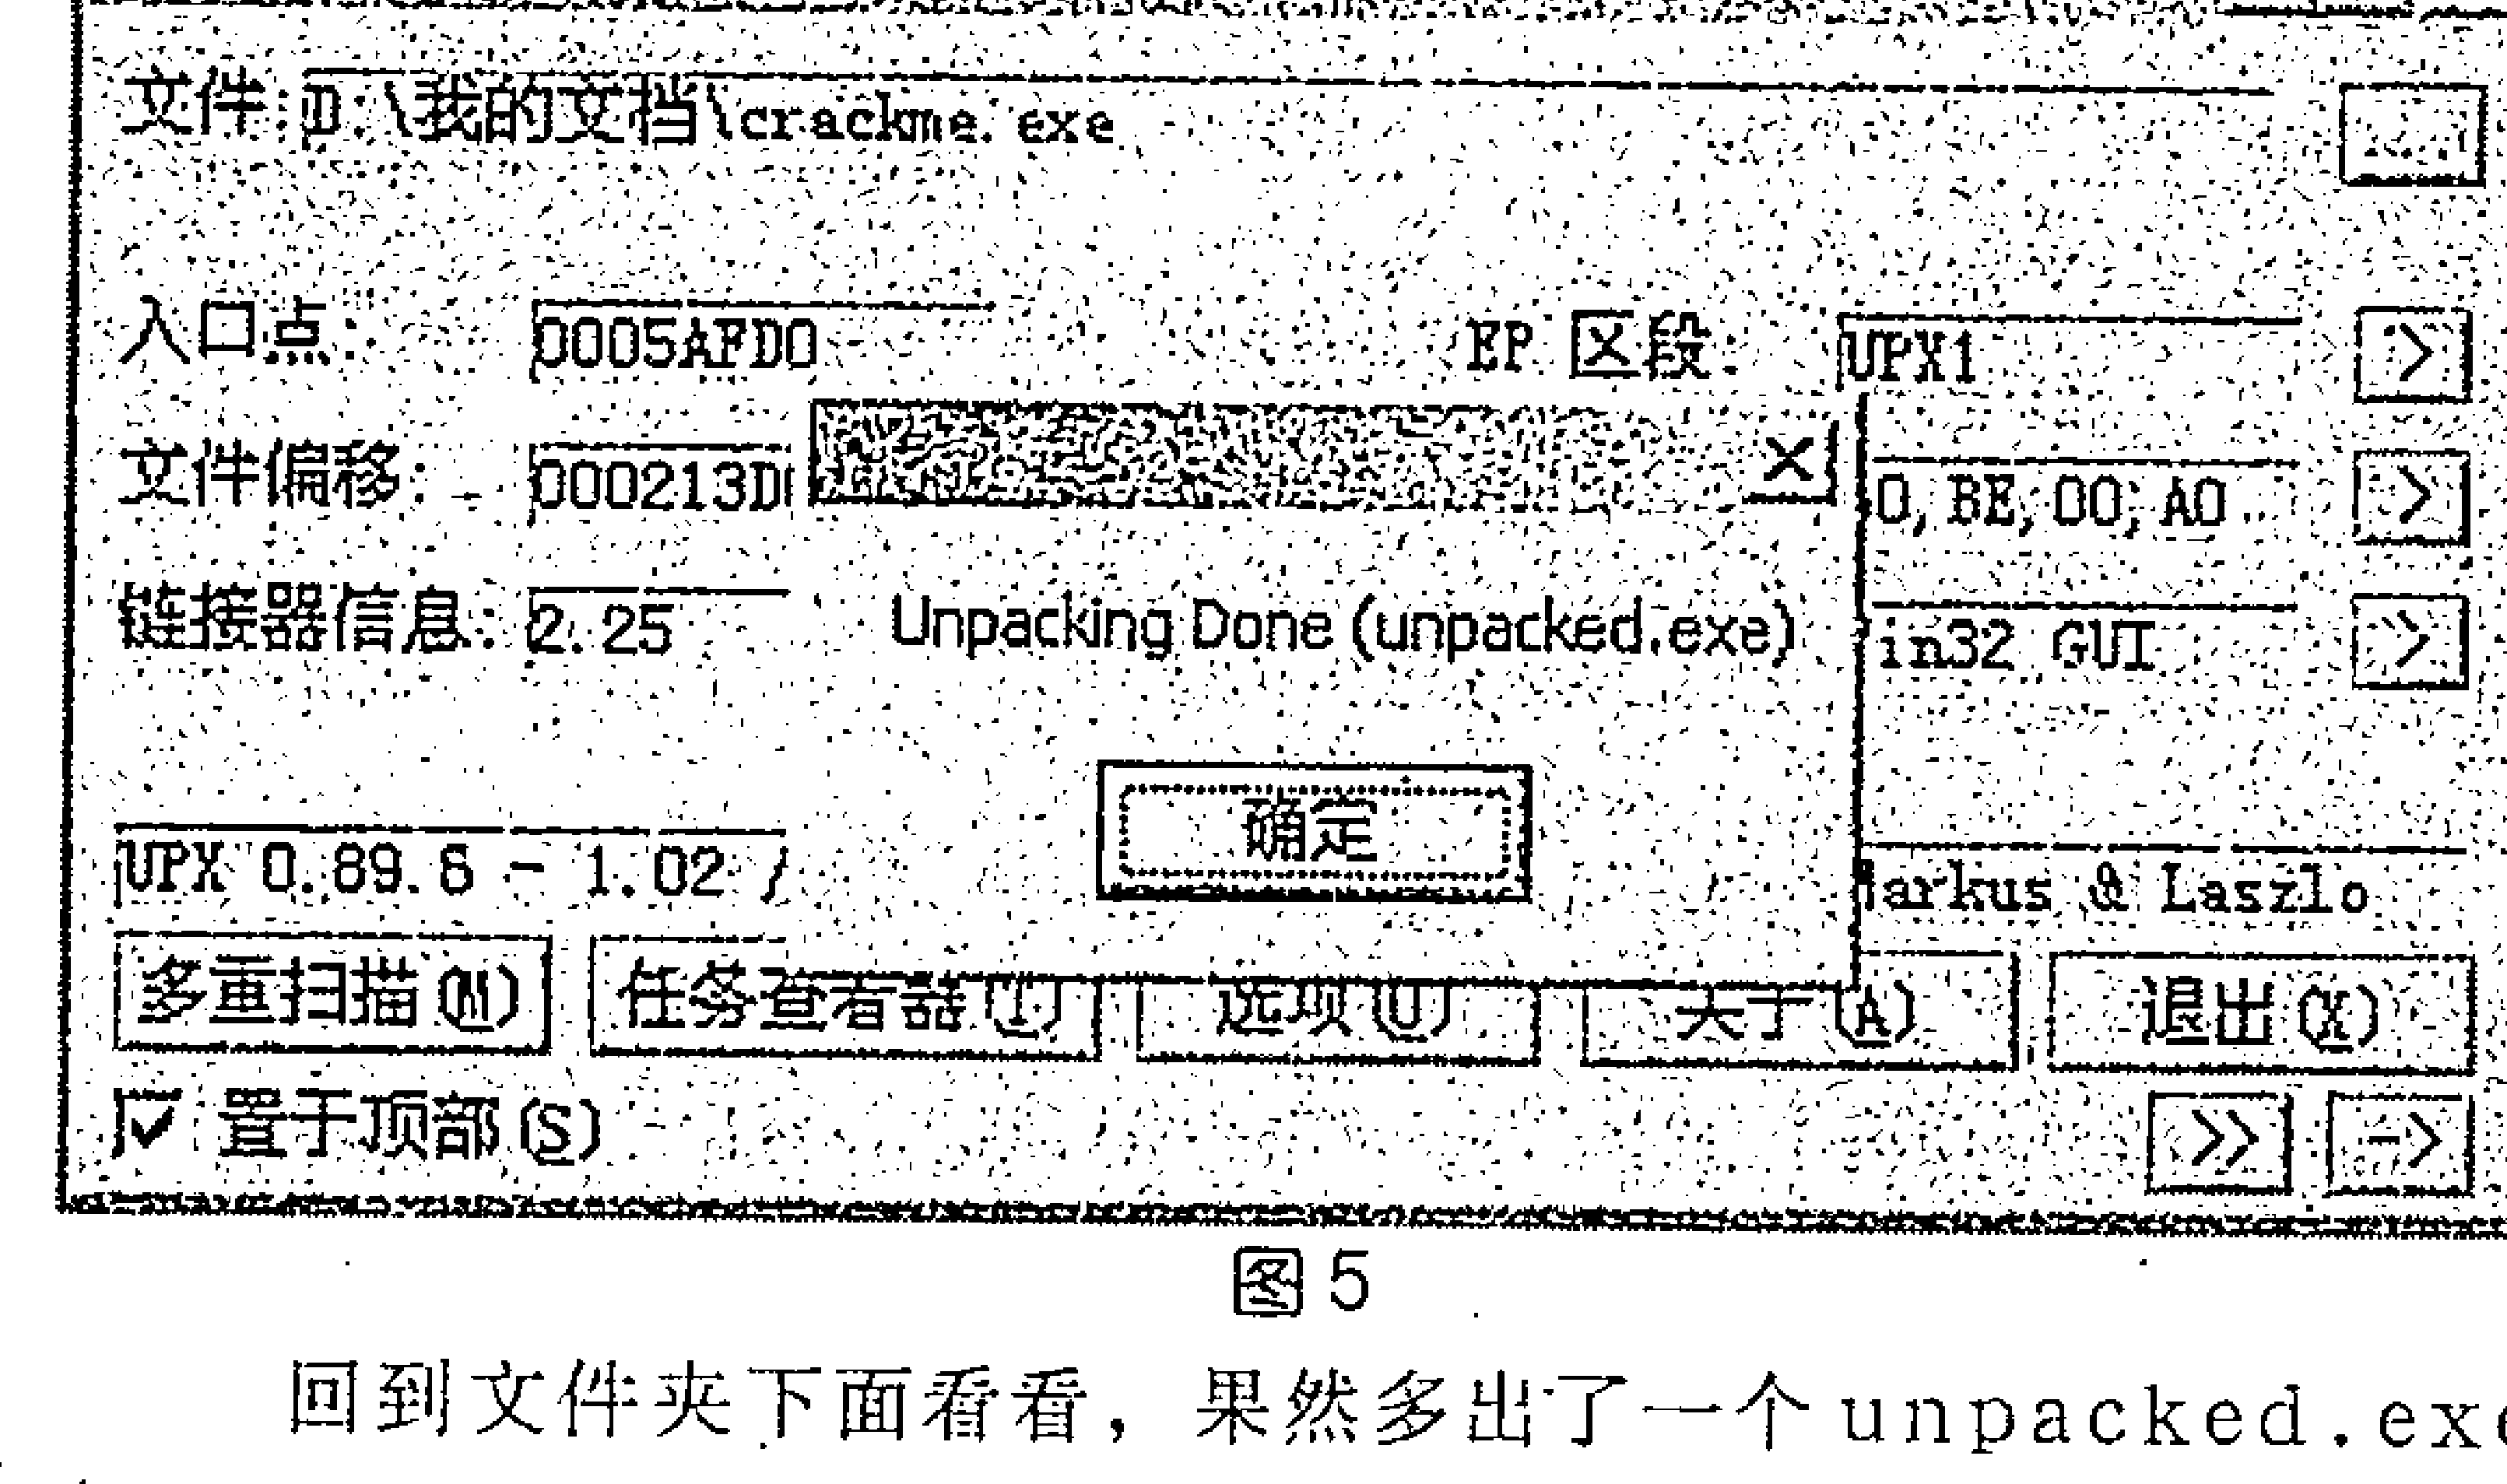 文件: D:\我的文档\crackme.exe
入口点: 0005AFD0 EP 区段: UPX1 >
文件偏移: 000213D 0,BE,00,A0 >
链接器信息: 2.25 Unpacking Done (unpacked.exe) in32 GUI >
确定
UPX 0.89.6 - 1.02 / arkus & Laszlo
多重扫描(M) 任务查看器(T) 选项(O) 关于(A) 退出(X)
置于顶部(S) >> ->
图5
回到文件夹下面看看，果然多出了一个unpacked.exe